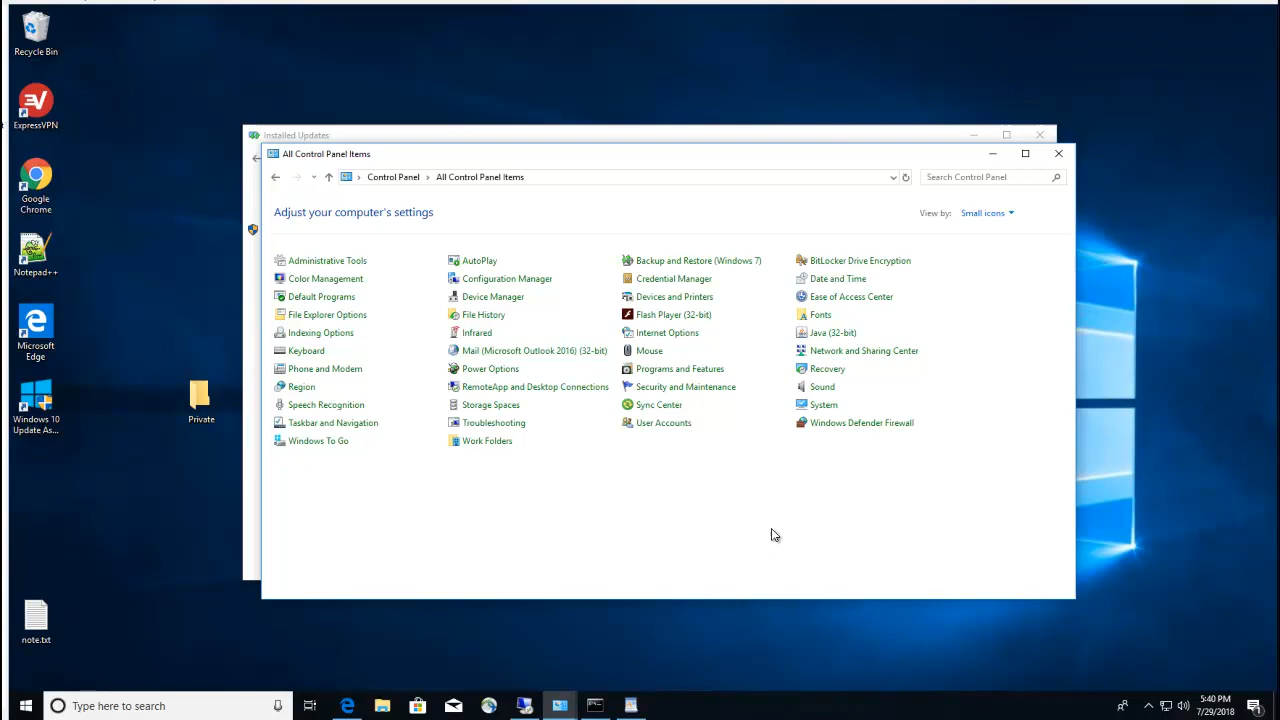 Recycle Bin
ExpressVPN
Google
Chrome
Notepad++
Microsoft
Edge
Windows 10
Update As...
Private
note.txt
Installed Updates
All Control Panel Items
Control Panel
All Control Panel Items
Search Control Panel
Adjust your computer's settings
View by:
Small icons
Administrative Tools
AutoPlay
Backup and Restore (Windows 7)
BitLocker Drive Encryption
Color Management
Configuration Manager
Credential Manager
Date and Time
Default Programs
Device Manager
Devices and Printers
Ease of Access Center
File Explorer Options
File History
Flash Player (32-bit)
Fonts
Indexing Options
Infrared
Internet Options
Java (32-bit)
Keyboard
Mail (Microsoft Outlook 2016) (32-bit)
Mouse
Network and Sharing Center
Phone and Modem
Power Options
Programs and Features
Recovery
Region
RemoteApp and Desktop Connections
Security and Maintenance
Sound
Speech Recognition
Storage Spaces
Sync Center
System
Taskbar and Navigation
Troubleshooting
User Accounts
Windows Defender Firewall
Windows To Go
Work Folders
Type here to search
5:40 PM
7/29/2018
1